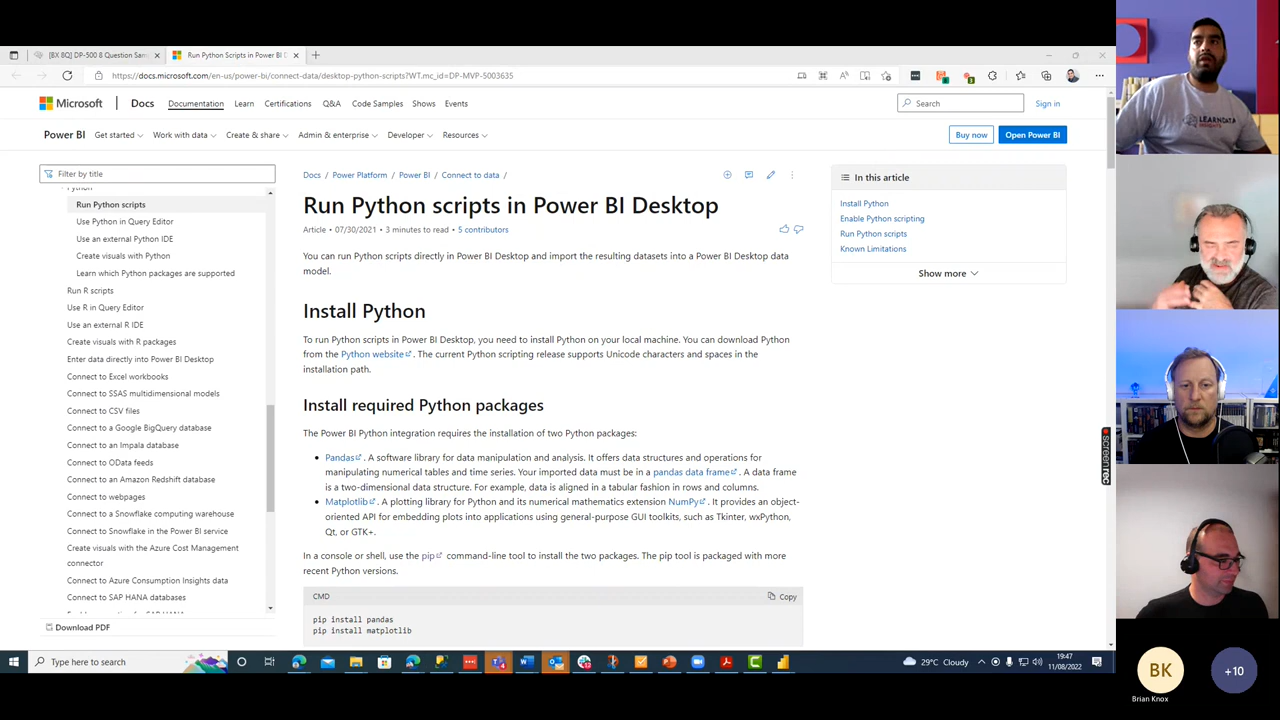 [BX 8Q] DP-500 8 Question Sam
Run Python Scripts in Power BI D
https://docs.microsoft.com/en-us/power-bi/connect-data/desktop-python-scripts?WT.mc_id=DP-MVP-5003635
Microsoft
Docs
Documentation
Learn
Certifications
Q&A
Code Samples
Shows
Events
Search
Sign in
Power BI
Get started
Work with data
Create & share
Admin & enterprise
Developer
Resources
Buy now
Open Power BI
Filter by title
Python
Run Python scripts
Use Python in Query Editor
Use an external Python IDE
Create visuals with Python
Learn which Python packages are supported
Run R scripts
Use R in Query Editor
Use an external R IDE
Create visuals with R packages
Enter data directly into Power BI Desktop
Connect to Excel workbooks
Connect to SSAS multidimensional models
Connect to CSV files
Connect to a Google BigQuery database
Connect to an Impala database
Connect to OData feeds
Connect to an Amazon Redshift database
Connect to webpages
Connect to a Snowflake computing warehouse
Connect to Snowflake in the Power BI service
Create visuals with the Azure Cost Management
connector
Connect to Azure Consumption Insights data
Connect to SAP HANA databases
Download PDF
Docs / Power Platform / Power BI / Connect to data /
Run Python scripts in Power BI Desktop
Article • 07/30/2021 • 3 minutes to read • 5 contributors
You can run Python scripts directly in Power BI Desktop and import the resulting datasets into a Power BI Desktop data
model.
Install Python
To run Python scripts in Power BI Desktop, you need to install Python on your local machine. You can download Python
from the Python website. The current Python scripting release supports Unicode characters and spaces in the
installation path.
Install required Python packages
The Power BI Python integration requires the installation of two Python packages:
• Pandas. A software library for data manipulation and analysis. It offers data structures and operations for
manipulating numerical tables and time series. Your imported data must be in a pandas data frame. A data frame
is a two-dimensional data structure. For example, data is aligned in a tabular fashion in rows and columns.
• Matplotlib. A plotting library for Python and its numerical mathematics extension NumPy. It provides an object-
oriented API for embedding plots into applications using general-purpose GUI toolkits, such as Tkinter, wxPython,
Qt, or GTK+.
In a console or shell, use the pip command-line tool to install the two packages. The pip tool is packaged with more
recent Python versions.
CMD
Copy
pip install pandas
pip install matplotlib
In this article
Install Python
Enable Python scripting
Run Python scripts
Known Limitations
Show more
screenrec
LEARNDATA
INSIGHTS
Type here to search
29°C Cloudy
19:47
11/08/2022
BK
Brian Knox
+10